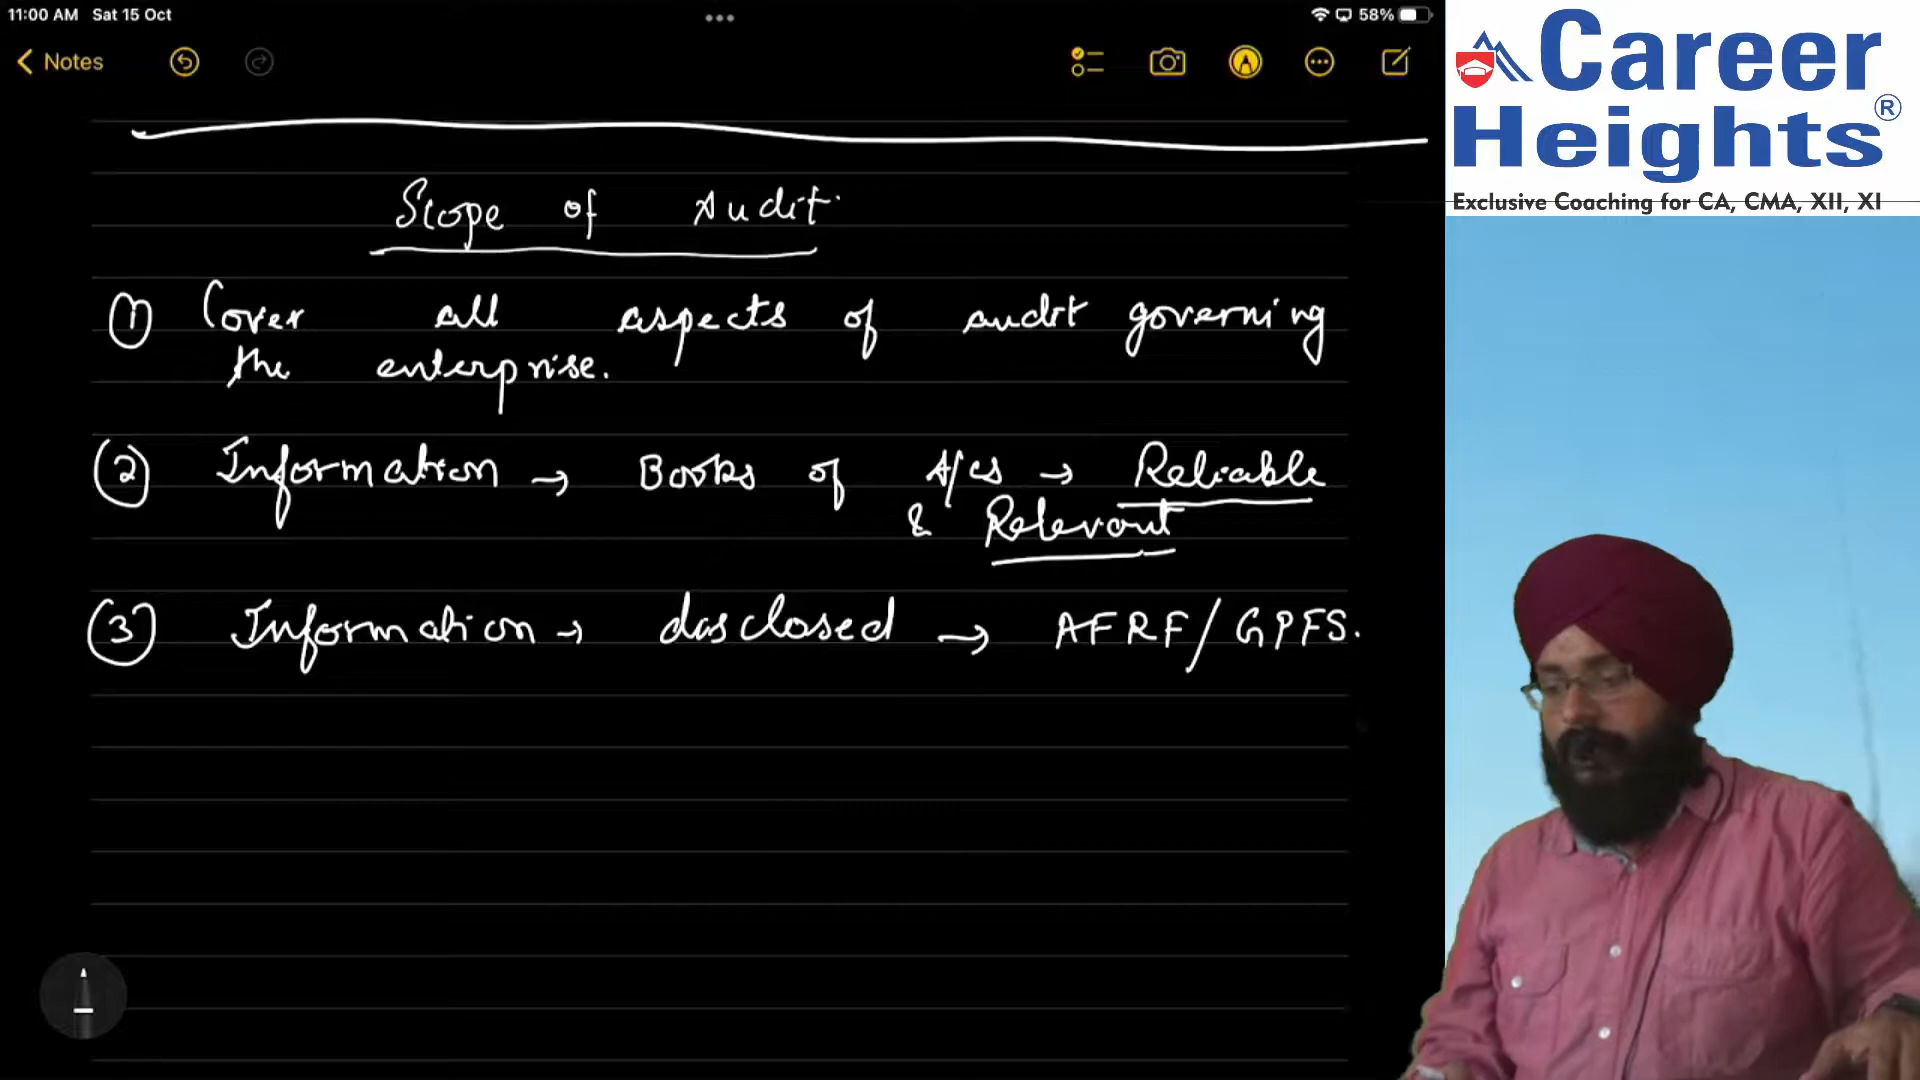 11:00 AM Sat 15 Oct
58%
Notes
Career
Heights®
Exclusive Coaching for CA, CMA, XII, XI
Scope of Audit
① Cover all aspects of audit governing
the enterprise.
② Information → Books of A/cs → Reliable
& Relevant
③ Information → disclosed → AFRF/GPFS.